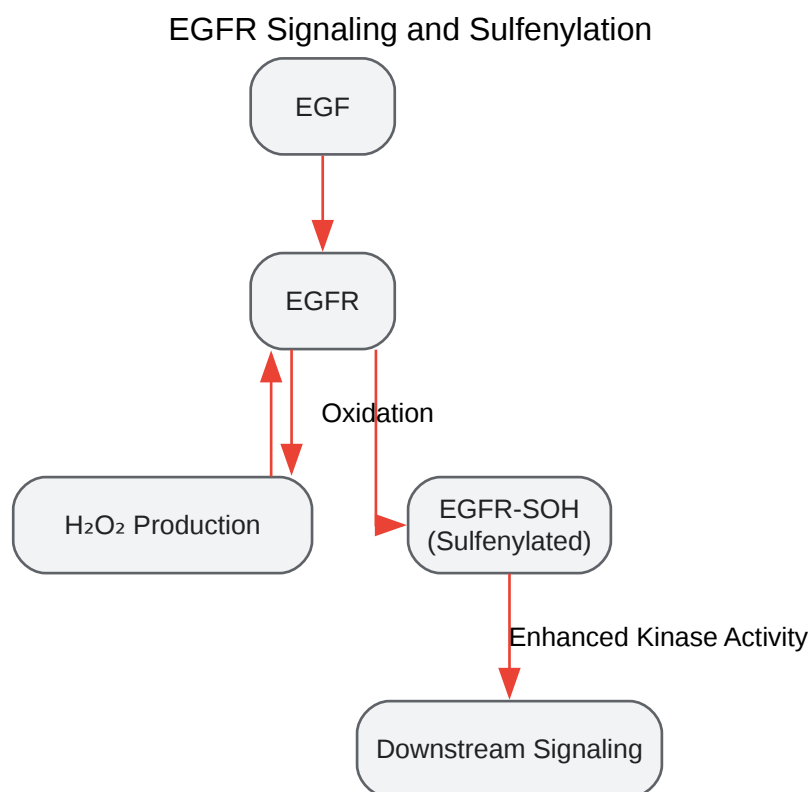 EGFR Signaling and Sulfenylation
EGF
EGFR
Oxidation
H₂O₂ Production
EGFR-SOH
(Sulfenylated)
Enhanced Kinase Activity
Downstream Signaling